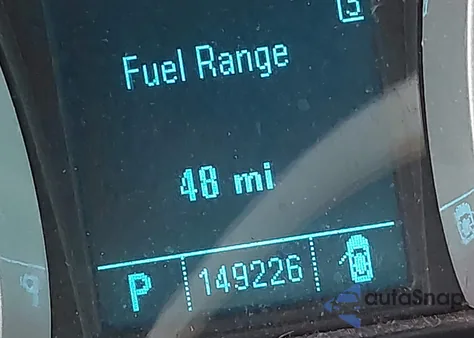 S
Fuel Range
48 mi
P 149226
autoSnap